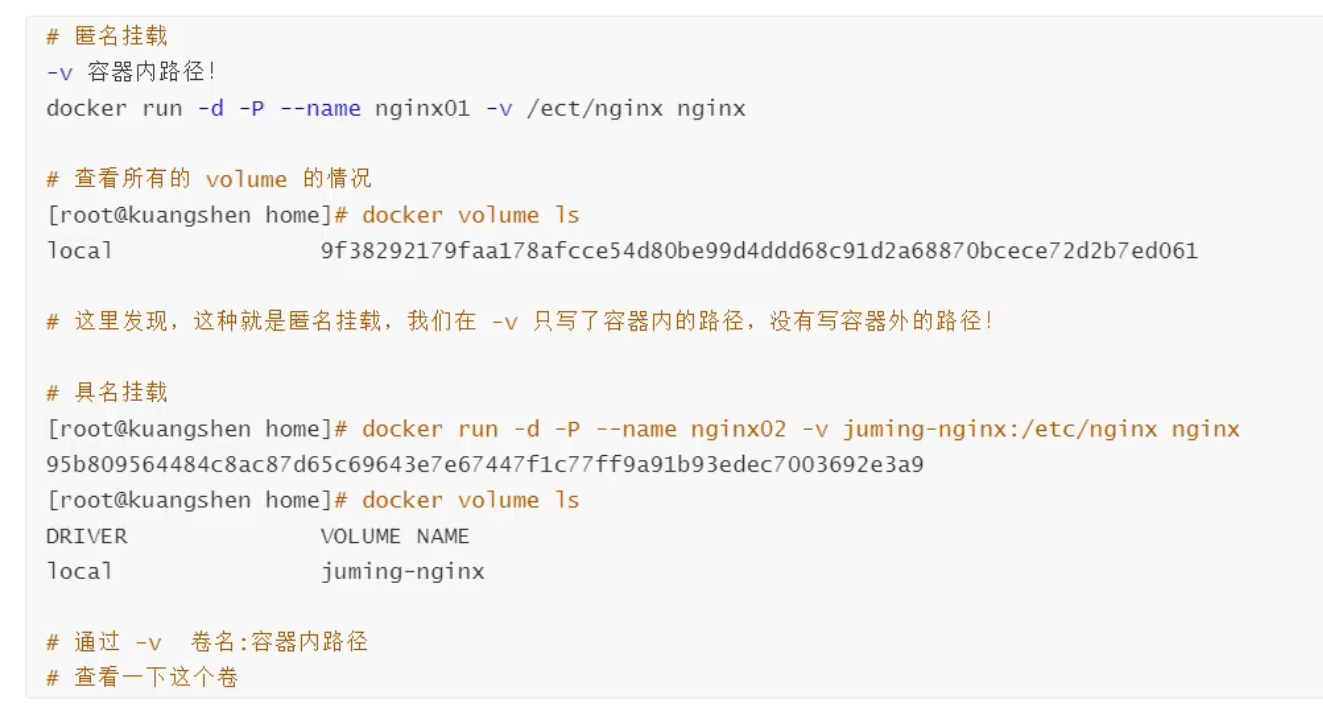 # 匿名挂载
-v 容器内路径!
docker run -d -P --name nginx01 -v /ect/nginx nginx
# 查看所有的 volume 的情况
[root@kuangshen home]# docker volume ls
local 9f38292179faa178afcce54d80be99d4ddd68c91d2a68870bcece72d2b7ed061
# 这里发现，这种就是匿名挂载，我们在 -v 只写了容器内的路径，没有写容器外的路径!
# 具名挂载
[root@kuangshen home]# docker run -d -P --name nginx02 -v juming-nginx:/etc/nginx nginx
95b809564484c8ac87d65c69643e7e67447f1c77ff9a91b93edec7003692e3a9
[root@kuangshen home]# docker volume ls
DRIVER VOLUME NAME
local juming-nginx
# 通过 -v 卷名:容器内路径
# 查看一下这个卷